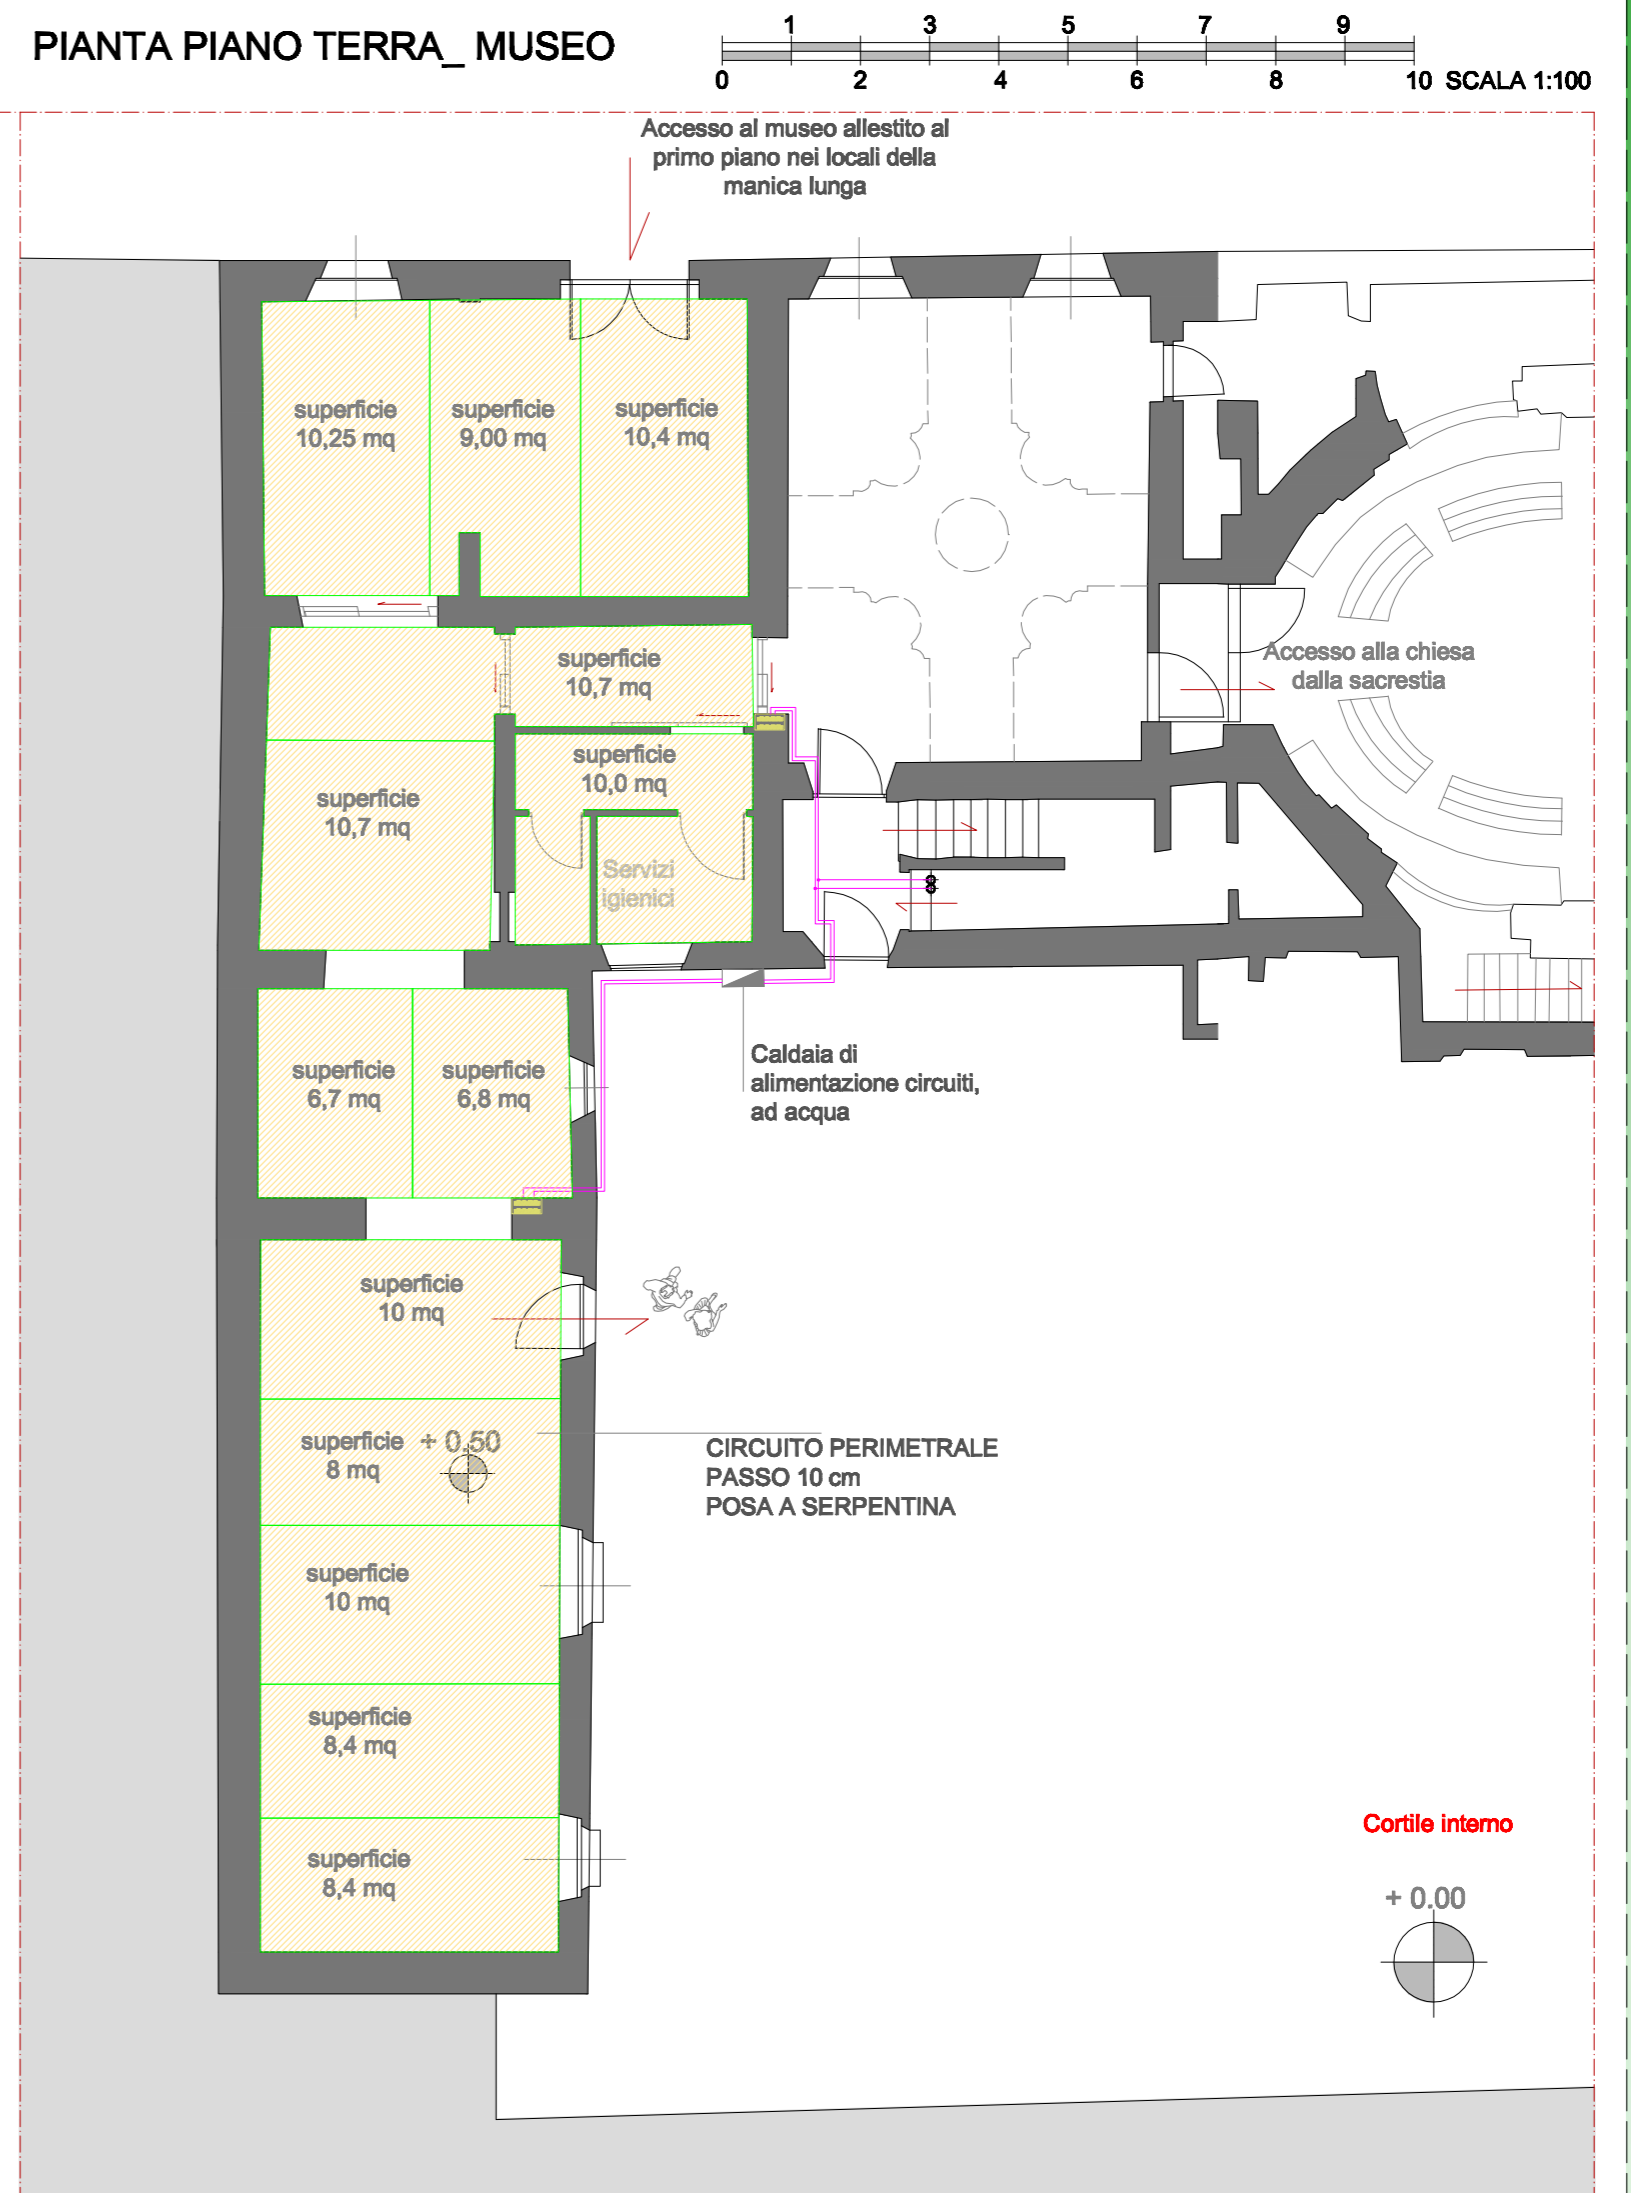 PIANTA PIANO TERRA_ MUSEO
1 3 5 7 9
0 2 4 6 8 10 SCALA 1:100
Accesso al museo allestito al
primo piano nei locali della
manica lunga
superficie
10,25 mq
superficie
9,00 mq
superficie
10,4 mq
superficie
10,7 mq
Accesso alla chiesa
dalla sacrestia
superficie
10,0 mq
superficie
10,7 mq
Servizi
igienici
superficie
6,7 mq
superficie
6,8 mq
Caldaia di
alimentazione circuiti,
ad acqua
superficie
10 mq
superficie
8 mq
+ 0.50
CIRCUITO PERIMETRALE
PASSO 10 cm
POSA A SERPENTINA
superficie
10 mq
superficie
8,4 mq
superficie
8,4 mq
Cortile interno
+ 0.00